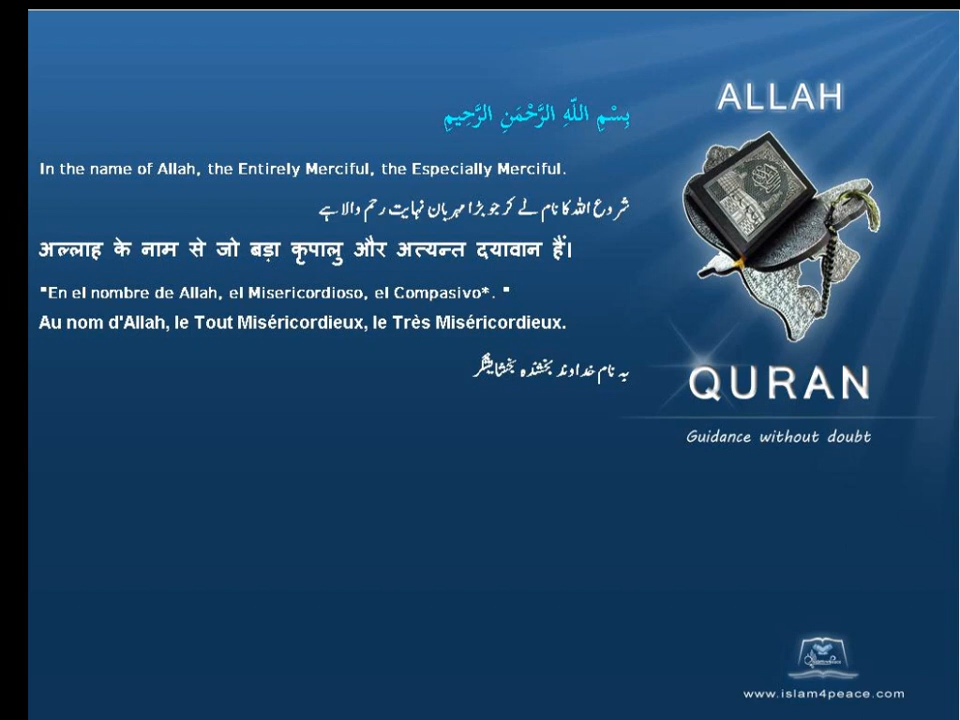 بِسْمِ اللَّهِ الرَّحْمَنِ الرَّحِيمِ
In the name of Allah, the Entirely Merciful, the Especially Merciful.
شروع الله کا نام لے کر جو بڑا مہربان نہایت رحم والا ہے
अल्लाह के नाम से जो बड़ा कृपालु और अत्यन्त दयावान हैं।
"En el nombre de Allah, el Misericordioso, el Compasivo*. "
Au nom d'Allah, le Tout Miséricordieux, le Très Miséricordieux.
به نام خداوند بخشنده بخشایشگر
ALLAH
QURAN
Guidance without doubt
www.islam4peace.com